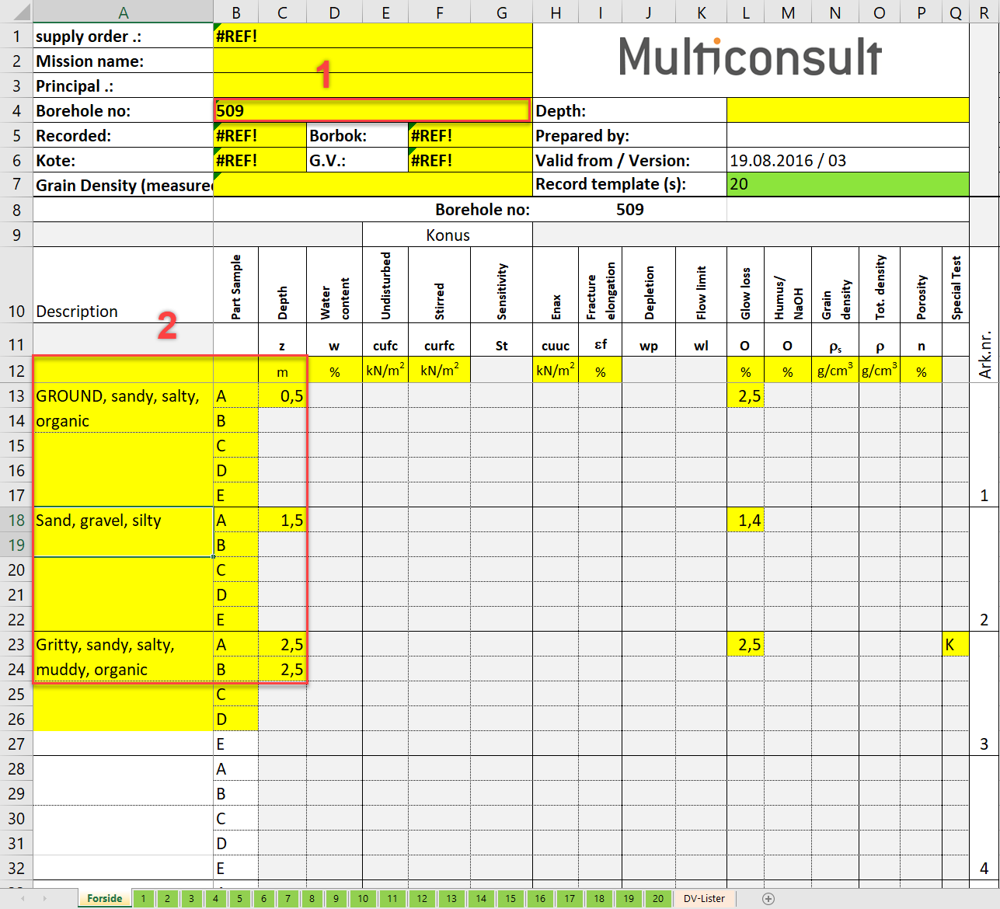 A B C D E F G H I J K L M N O P Q R
1 supply order .: #REF! Multiconsult
2 Mission name: 1
3 Principal .:
4 Borehole no: 509 Depth:
5 Recorded: #REF! Borbok: #REF! Prepared by:
6 Kote: #REF! G.V.: #REF! Valid from / Version: 19.08.2016 / 03
7 Grain Density (measure Record template (s): 20
8 Borehole no: 509
9 Konus
10 Description Part Sample Depth Water content Undisturbed Stirred Sensitivity Enax Fracture elongation Depletion Flow limit Glow loss Humus/ NaOH Grain density Tot. density Porosity Special Test
2
11 z w cufc curfc St cuuc εf wp wl O O ρs ρ n Ark.nr.
12 m % kN/m² kN/m² kN/m² % % % g/cm³ g/cm³ %
13 GROUND, sandy, salty, A 0,5 2,5
14 organic B
15 C
16 D
17 E 1
18 Sand, gravel, silty A 1,5 1,4
19 B
20 C
21 D
22 E 2
23 Gritty, sandy, salty, A 2,5 2,5 K
24 muddy, organic B 2,5
25 C
26 D
27 E 3
28 A
29 B
30 C
31 D
32 E 4
Forside 1 2 3 4 5 6 7 8 9 10 11 12 13 14 15 16 17 18 19 20 DV-Lister